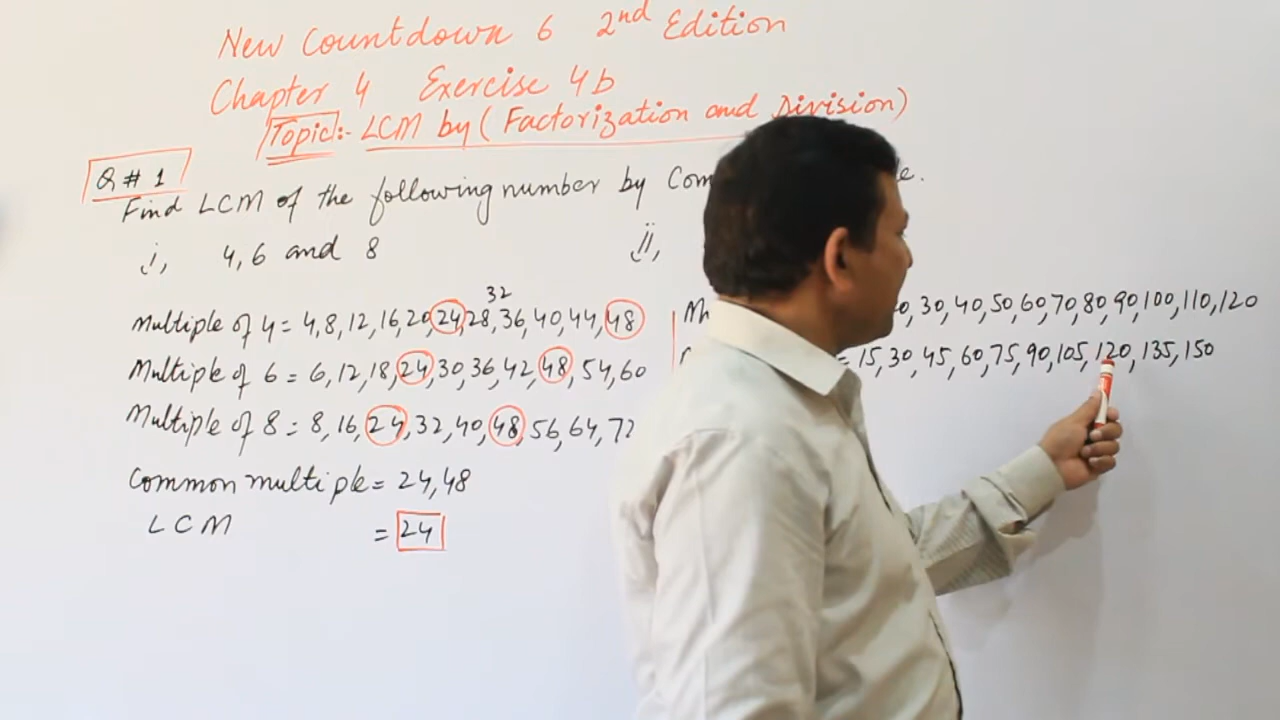 New Countdown 6 2nd Edition
Chapter 4 Exercise 4b
Topic:- LCM by (Factorization and Division)
Q # 1
Find LCM of the following number by
i, 4, 6 and 8
ii,
32
Multiple of 4 = 4, 8, 12, 16, 20, 24, 28, 36, 40, 44, 48
Multiple of 6 = 6, 12, 18, 24, 30, 36, 42, 48, 54, 60
Multiple of 8 = 8, 16, 24, 32, 40, 48, 56, 64, 72
Common multiple = 24, 48
LCM = 24
30, 40, 50, 60, 70, 80, 90, 100, 110, 120
= 15, 30, 45, 60, 75, 90, 105, 120, 135, 150